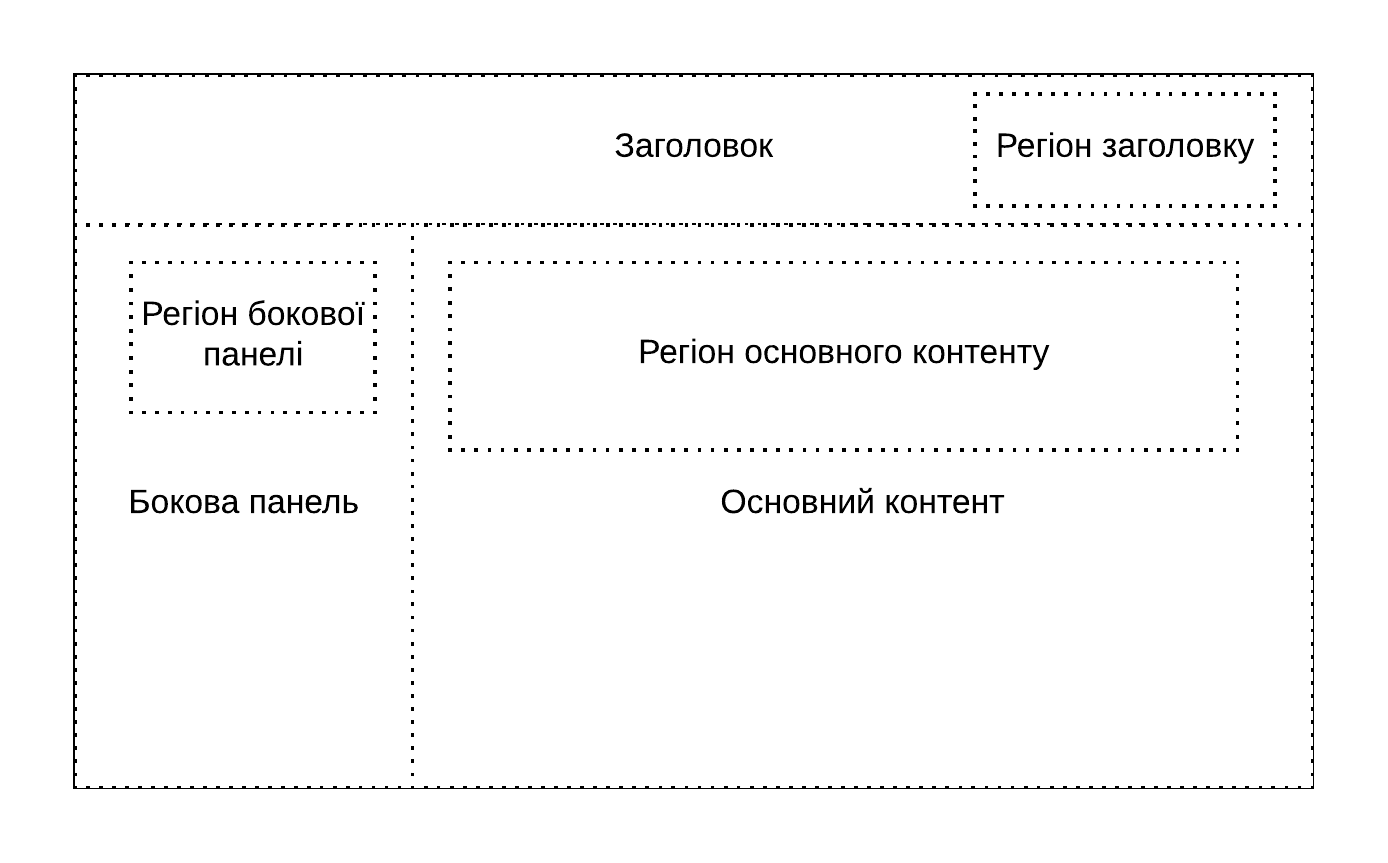 Заголовок
Регіон заголовку
Регіон бокової
панелі
Регіон основного контенту
Бокова панель
Основний контент